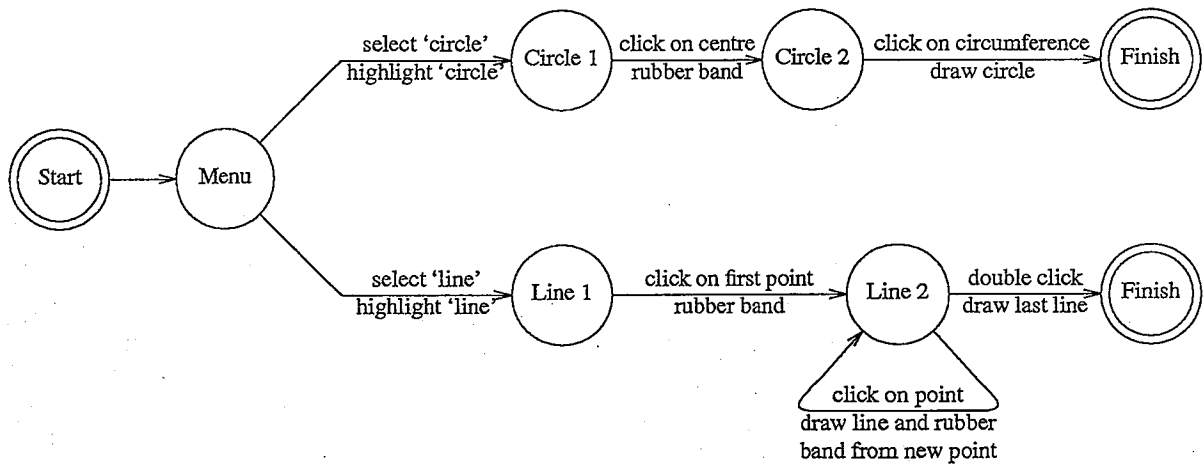 select ‘circle’
highlight ‘circle’
Circle 1
click on centre
rubber band
Circle 2
click on circumference
draw circle
Finish
Start
Menu
select ‘line’
highlight ‘line’
Line 1
click on first point
rubber band
Line 2
double click
draw last line
Finish
click on point
draw line and rubber
band from new point